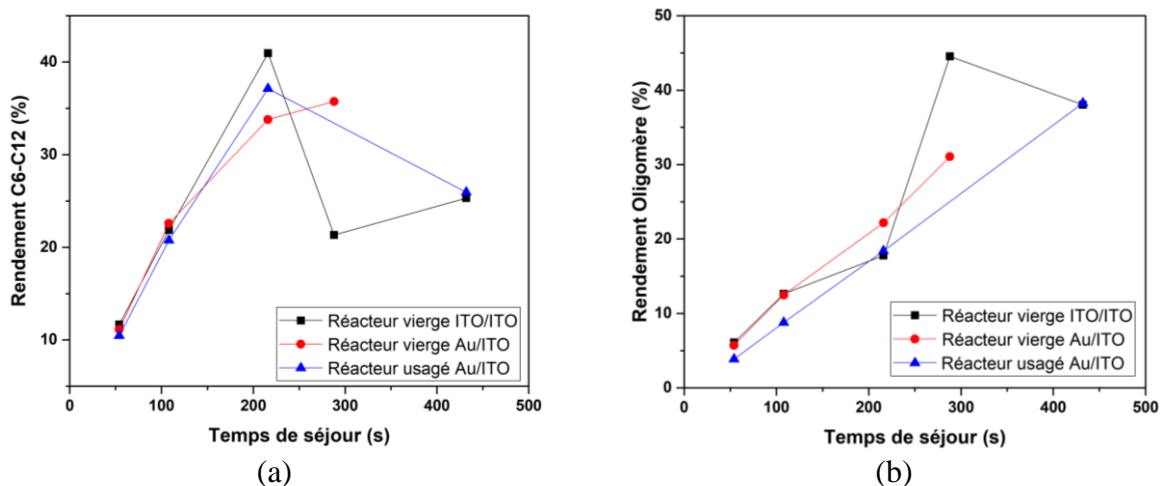 40
30
20
10
0
100
200
300
400
500
Rendement C6-C12 (%)
Temps de séjour (s)
Réacteur vierge ITO/ITO
Réacteur vierge Au/ITO
Réacteur usagé Au/ITO
(a)
50
40
30
20
10
0
0
100
200
300
400
500
Rendement Oligomère (%)
Temps de séjour (s)
Réacteur vierge ITO/ITO
Réacteur vierge Au/ITO
Réacteur usagé Au/ITO
(b)